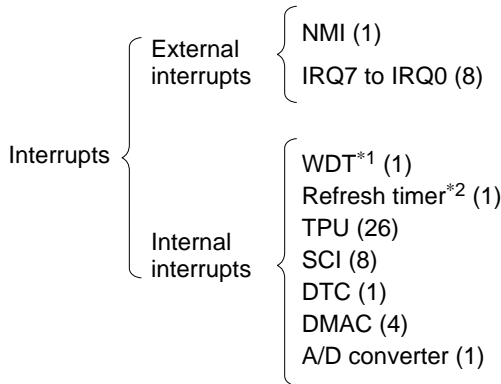 Interrupts
External
interrupts
NMI (1)
IRQ7 to IRQ0 (8)
Internal
interrupts
WDT*1 (1)
Refresh timer*2 (1)
TPU (26)
SCI (8)
DTC (1)
DMAC (4)
A/D converter (1)